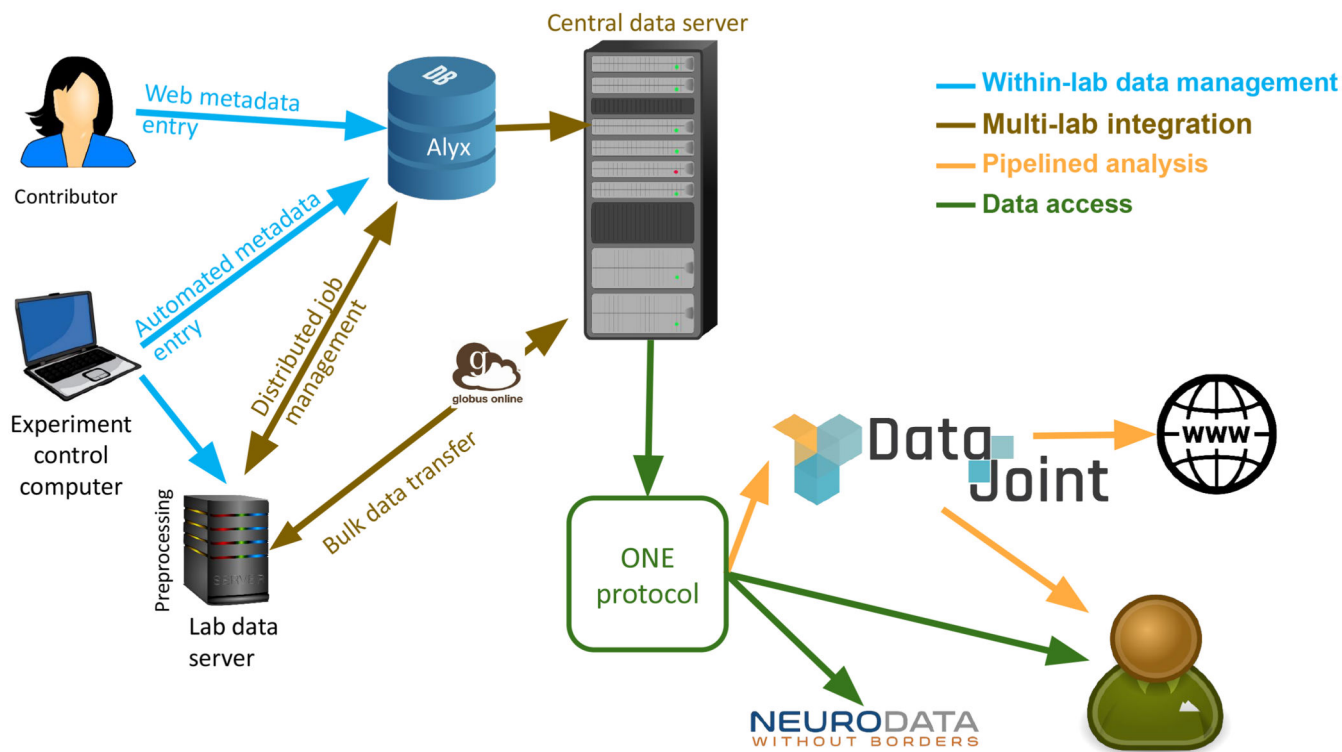 Central data server
DB
Alyx
Web metadata
entry
Contributor
Within-lab data management
Multi-lab integration
Pipelined analysis
Data access
Automated metadata
entry
Distributed job
management
g
globus online
Bulk data transfer
Experiment
control
computer
Preprocessing
SERVER
Lab data
server
ONE
protocol
Data
Joint
WWW
NEURODATA
WITHOUT BORDERS